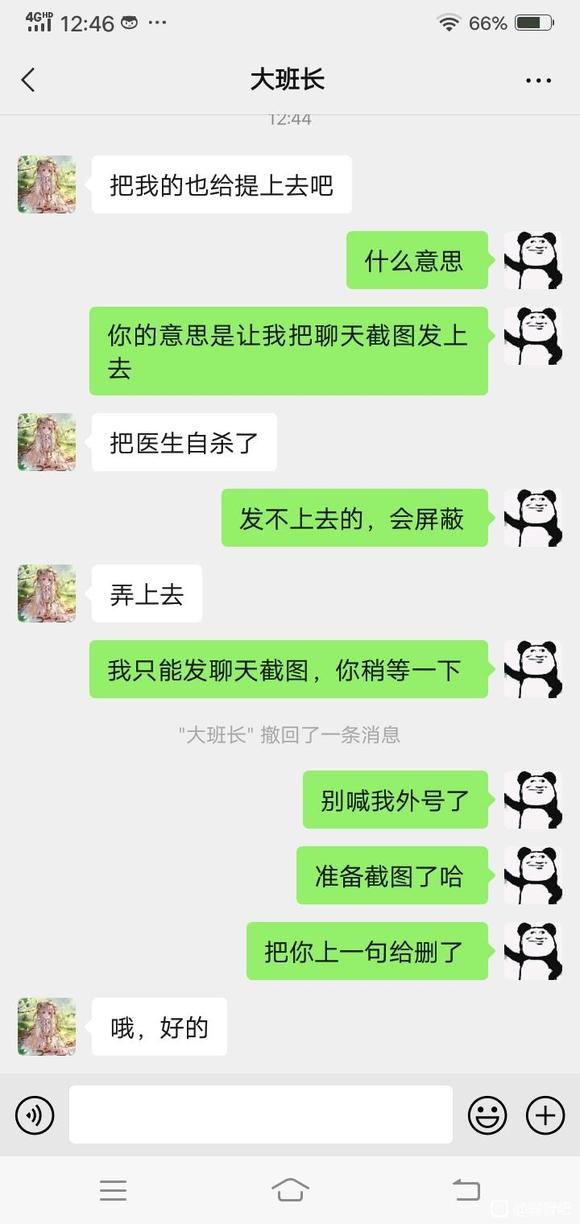 4GHD 12:46 ··· 66%
大班长
12:44
把我的也给提上去吧
什么意思
你的意思是让我把聊天截图发上
去
把医生自杀了
发不上去的，会屏蔽
弄上去
我只能发聊天截图，你稍等一下
"大班长" 撤回了一条消息
别喊我外号了
准备截图了哈
把你上一句给删了
哦，好的